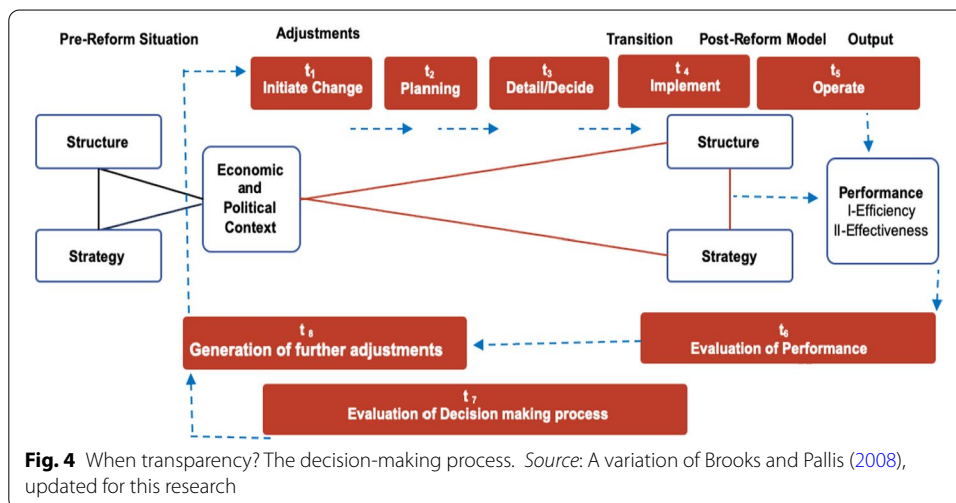 Pre-Reform Situation
Adjustments
Transition
Post-Reform Model
Output
t1
Initiate Change
t2
Planning
t3
Detail/Decide
t4
Implement
t5
Operate
Structure
Strategy
Economic
and
Political
Context
Structure
Strategy
Performance
I-Efficiency
II-Effectiveness
t8
Generation of further adjustments
t6
Evaluation of Performance
t7
Evaluation of Decision making process
Fig. 4 When transparency? The decision-making process. Source: A variation of Brooks and Pallis (2008),
updated for this research